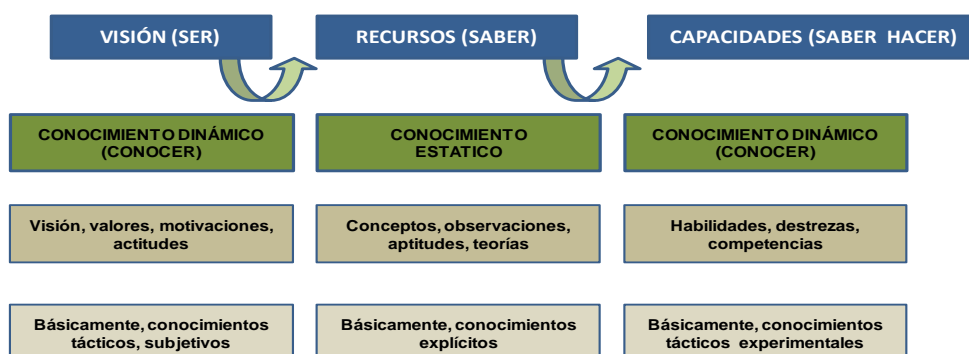 VISIÓN (SER)
RECURSOS (SABER)
CAPACIDADES (SABER HACER)
CONOCIMIENTO DINÁMICO
(CONOCER)
CONOCIMIENTO
ESTATICO
CONOCIMIENTO DINÁMICO
(CONOCER)
Visión, valores, motivaciones,
actitudes
Conceptos, observaciones,
aptitudes, teorías
Habilidades, destrezas,
competencias
Básicamente, conocimientos
tácticos, subjetivos
Básicamente, conocimientos
explícitos
Básicamente, conocimientos
tácticos experimentales